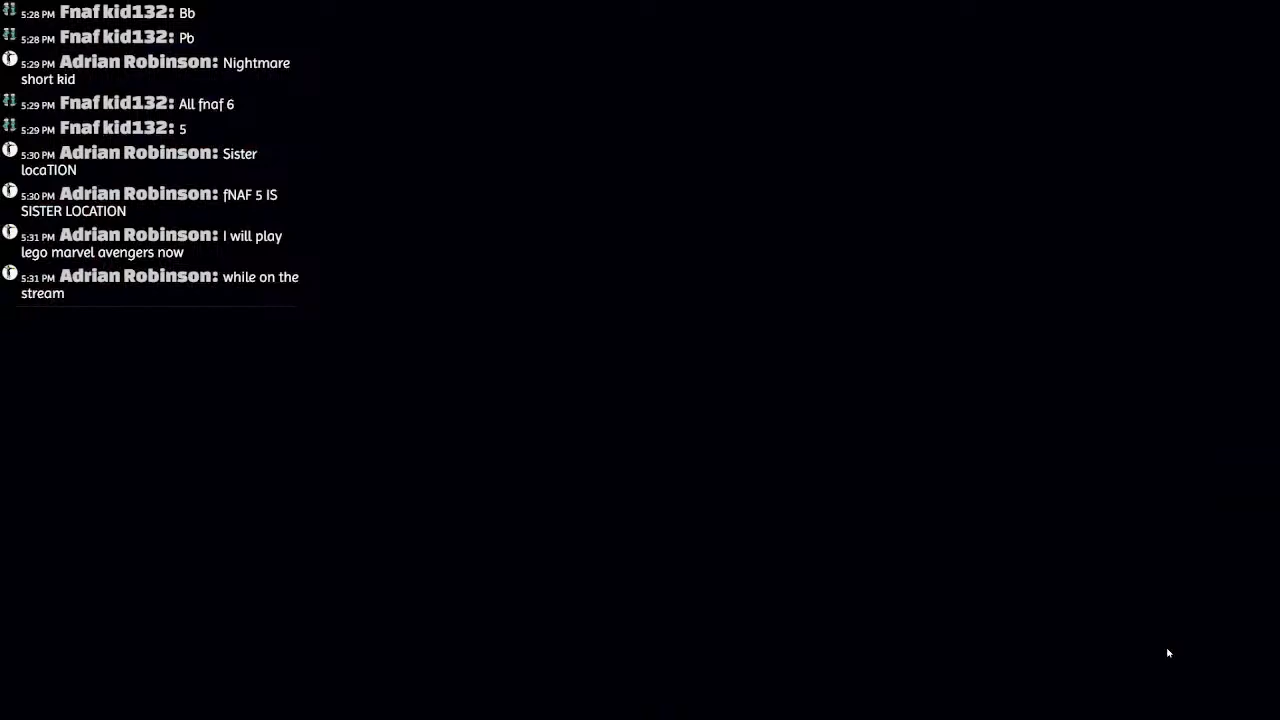 5:28 PM Fnaf kid132: Bb
5:28 PM Fnaf kid132: Pb
5:29 PM Adrian Robinson: Nightmare
short kid
5:29 PM Fnaf kid132: All fnaf 6
5:29 PM Fnaf kid132: 5
5:30 PM Adrian Robinson: Sister
locaTION
5:30 PM Adrian Robinson: fNAF 5 IS
SISTER LOCATION
5:31 PM Adrian Robinson: I will play
lego marvel avengers now
5:31 PM Adrian Robinson: while on the
stream